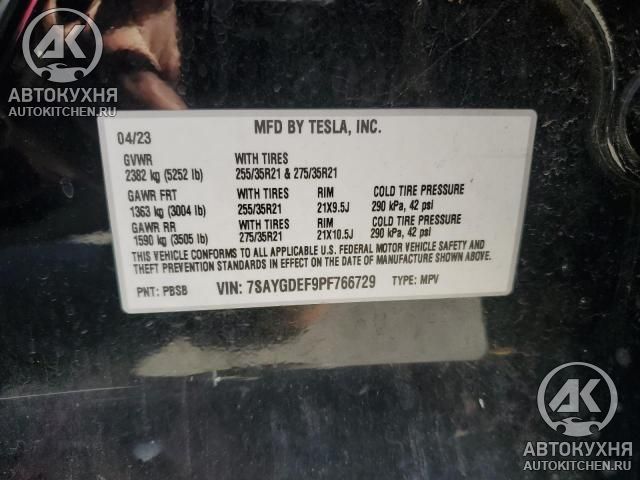 АК
АВТОКУХНЯ
AUTOKITCHEN.RU
04/23 MFD BY TESLA, INC.
GVWR WITH TIRES
2382 kg (5252 lb) 255/35R21 & 275/35R21
GAWR FRT WITH TIRES RIM COLD TIRE PRESSURE
1363 kg (3004 lb) 255/35R21 21X9.5J 290 kPa, 42 psi
GAWR RR WITH TIRES RIM COLD TIRE PRESSURE
1590 kg (3505 lb) 275/35R21 21X10.5J 290 kPa, 42 psi
THIS VEHICLE CONFORMS TO ALL APPLICABLE U.S. FEDERAL MOTOR VEHICLE SAFETY AND
THEFT PREVENTION STANDARDS IN EFFECT ON THE DATE OF MANUFACTURE SHOWN ABOVE.
PNT: PBSB VIN: 7SAYGDEF9PF766729 TYPE: MPV
АК
АВТОКУХНЯ
AUTOKITCHEN.RU